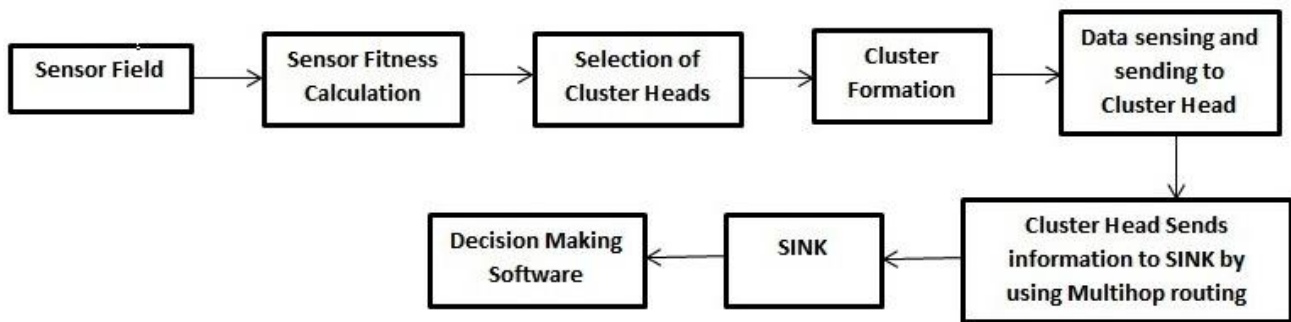 Sensor Field
Sensor Fitness
Calculation
Selection of
Cluster Heads
Cluster
Formation
Data sensing and
sending to
Cluster Head
Cluster Head Sends
information to SINK by
using Multihop routing
SINK
Decision Making
Software